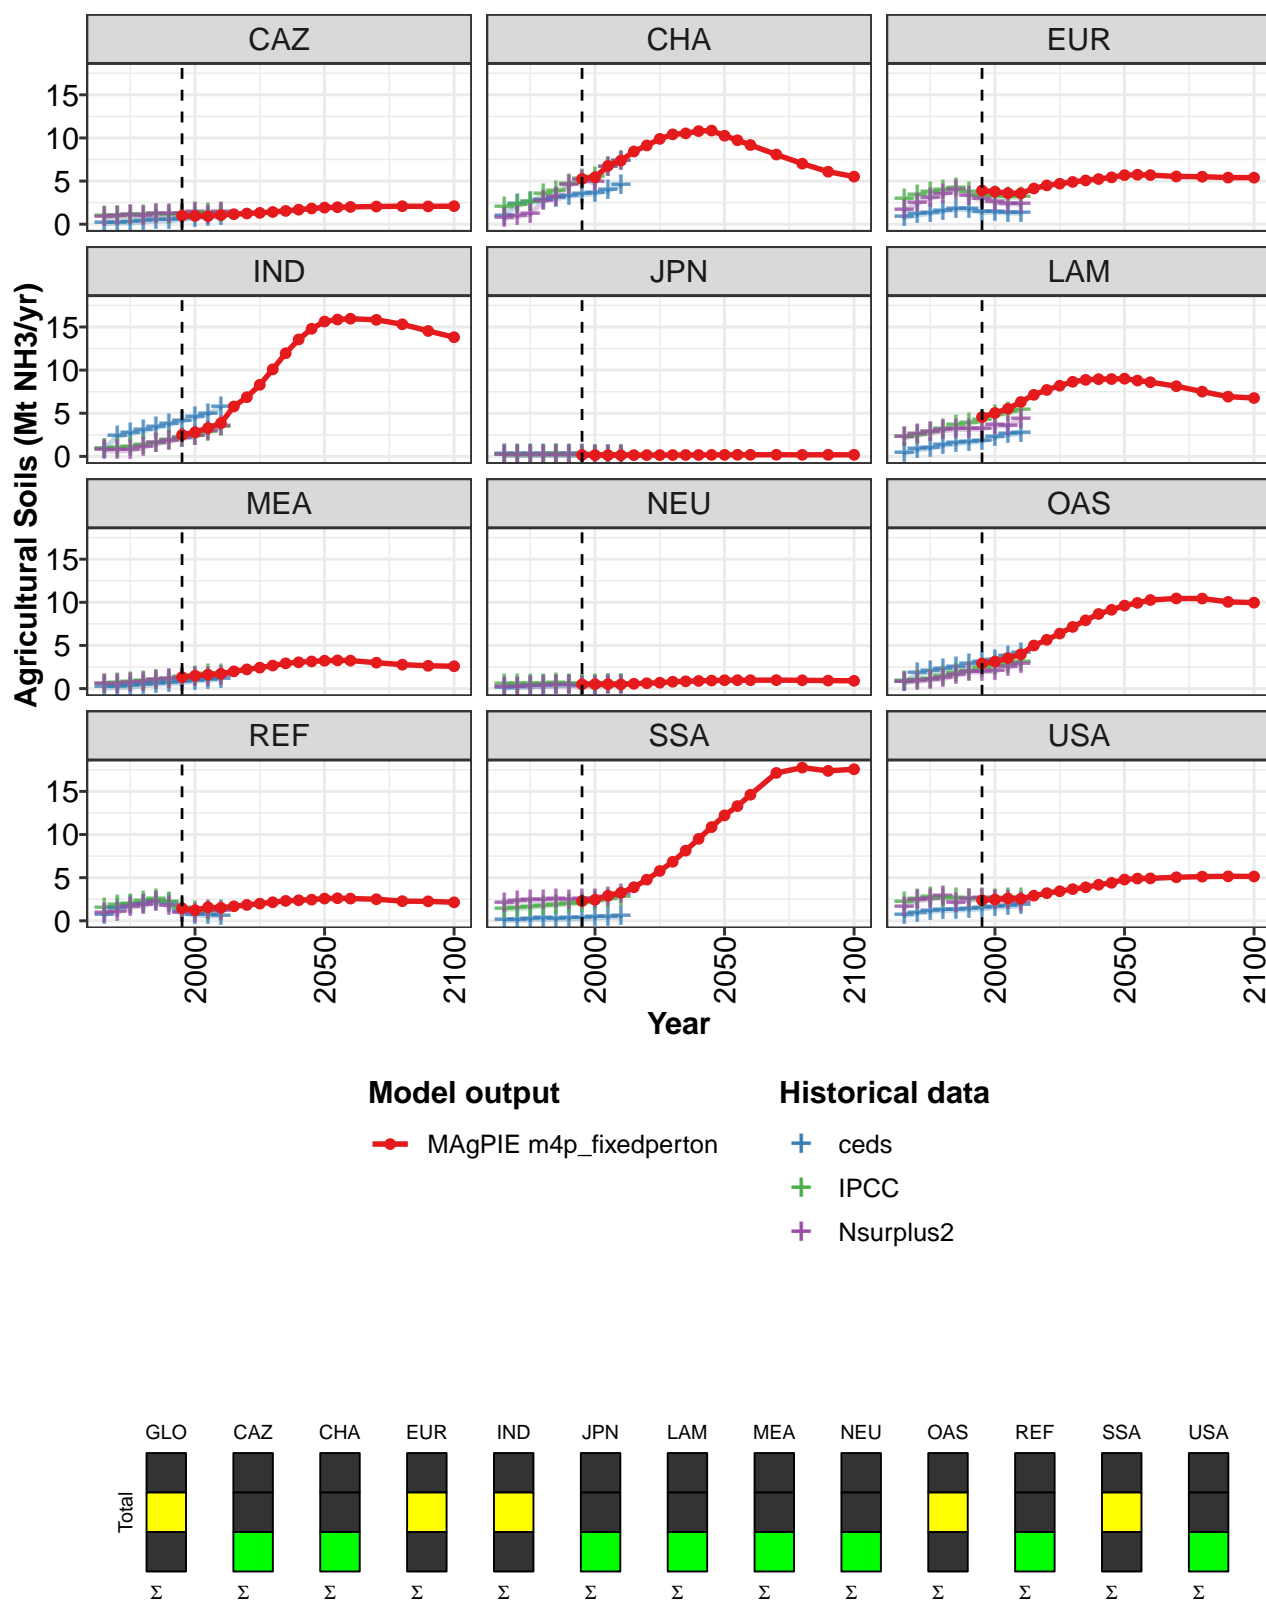 CAZ CHA EUR
15
10
5
0
IND JPN LAM
15
10
5
0
MEA NEU OAS
15
10
5
0
REF SSA USA
15
10
5
0
Agricultural Soils (Mt NH3/yr)
2000 2050 2100 2000 2050 2100 2000 2050 2100
Year
Model output
MAgPIE m4p_fixedperton
Historical data
ceds
IPCC
Nsurplus2
GLO CAZ CHA EUR IND JPN LAM MEA NEU OAS REF SSA USA
Total
Σ Σ Σ Σ Σ Σ Σ Σ Σ Σ Σ Σ Σ